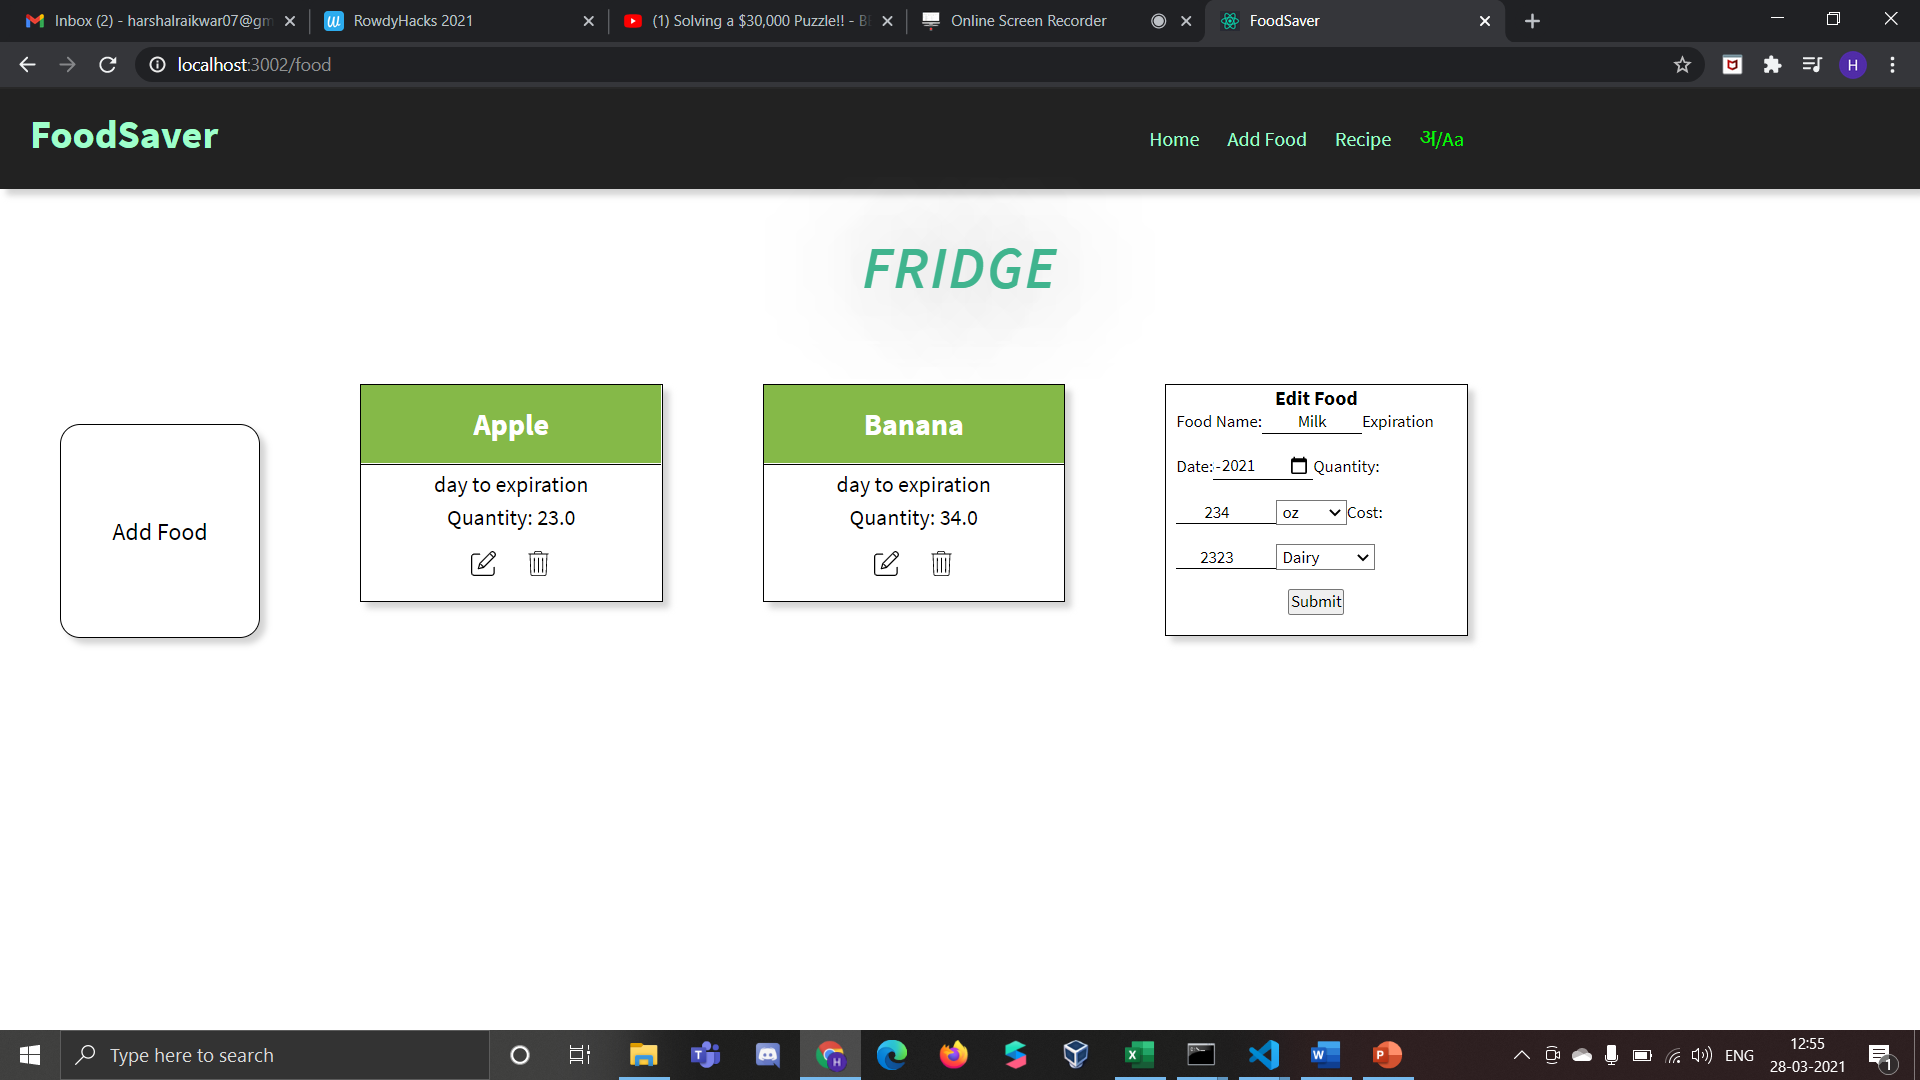 Inbox (2) - harshalraikwar07@gm
RowdyHacks 2021
(1) Solving a $30,000 Puzzle!! - B
Online Screen Recorder
FoodSaver
localhost:3002/food
H
FoodSaver
Home
Add Food
Recipe
अ/Aa
FRIDGE
Add Food
Apple
day to expiration
Quantity: 23.0
Banana
day to expiration
Quantity: 34.0
Edit Food
Food Name: Milk Expiration
Date: -2021 Quantity:
234 oz Cost:
2323 Dairy
Submit
Type here to search
ENG
12:55
28-03-2021
1